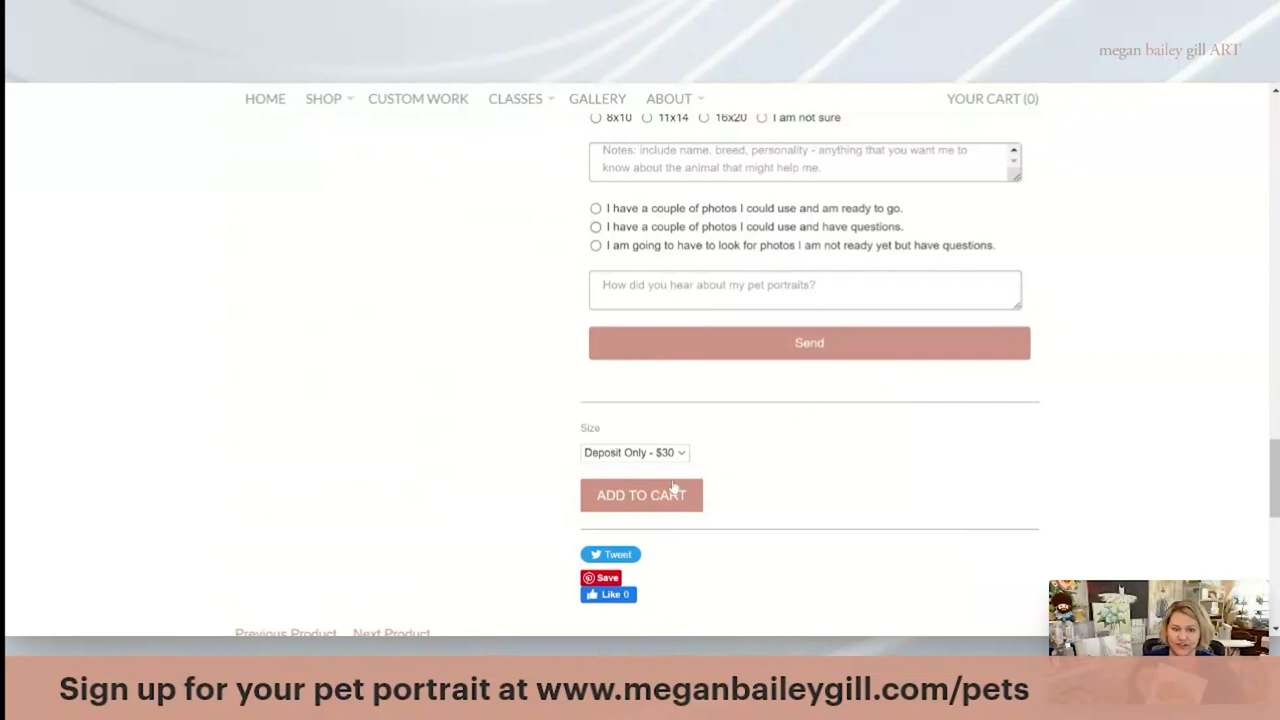 megan bailey gill ART
HOME SHOP CUSTOM WORK CLASSES GALLERY ABOUT YOUR CART (0)
8x10 11x14 16x20 I am not sure
Notes: include name, breed, personality - anything that you want me to
know about the animal that might help me.
I have a couple of photos I could use and am ready to go.
I have a couple of photos I could use and have questions.
I am going to have to look for photos I am not ready yet but have questions.
How did you hear about my pet portraits?
Send
Size
Deposit Only - $30
ADD TO CART
Tweet
Save
Like 0
Previous Product Next Product
Sign up for your pet portrait at www.meganbaileygill.com/pets